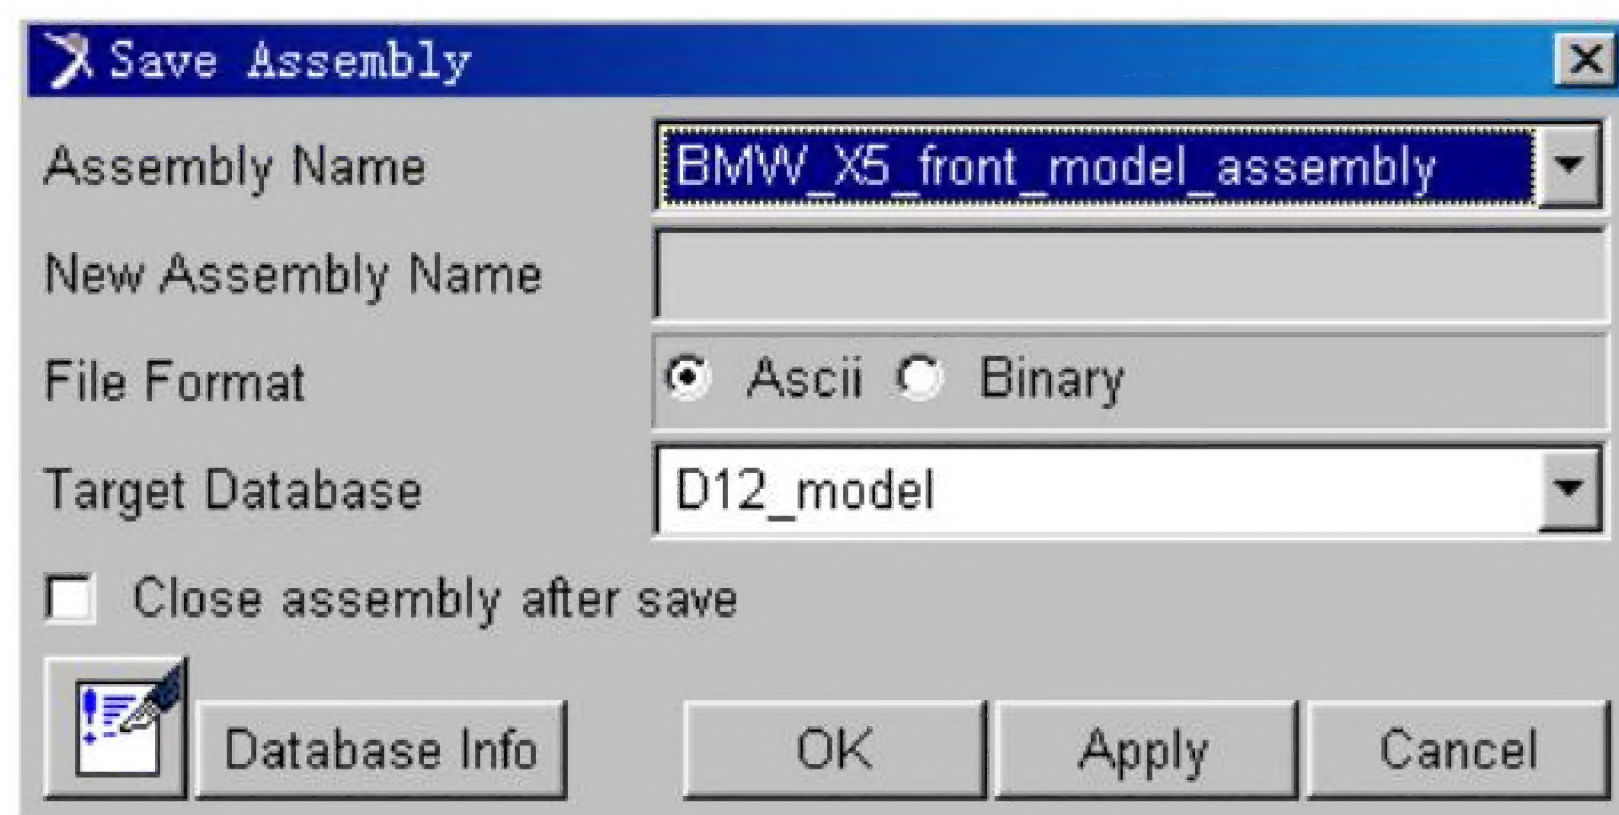 Save Assembly
Assembly Name BMW_X5_front_model_assembly
New Assembly Name
File Format Ascii Binary
Target Database D12_model
Close assembly after save
Database Info OK Apply Cancel